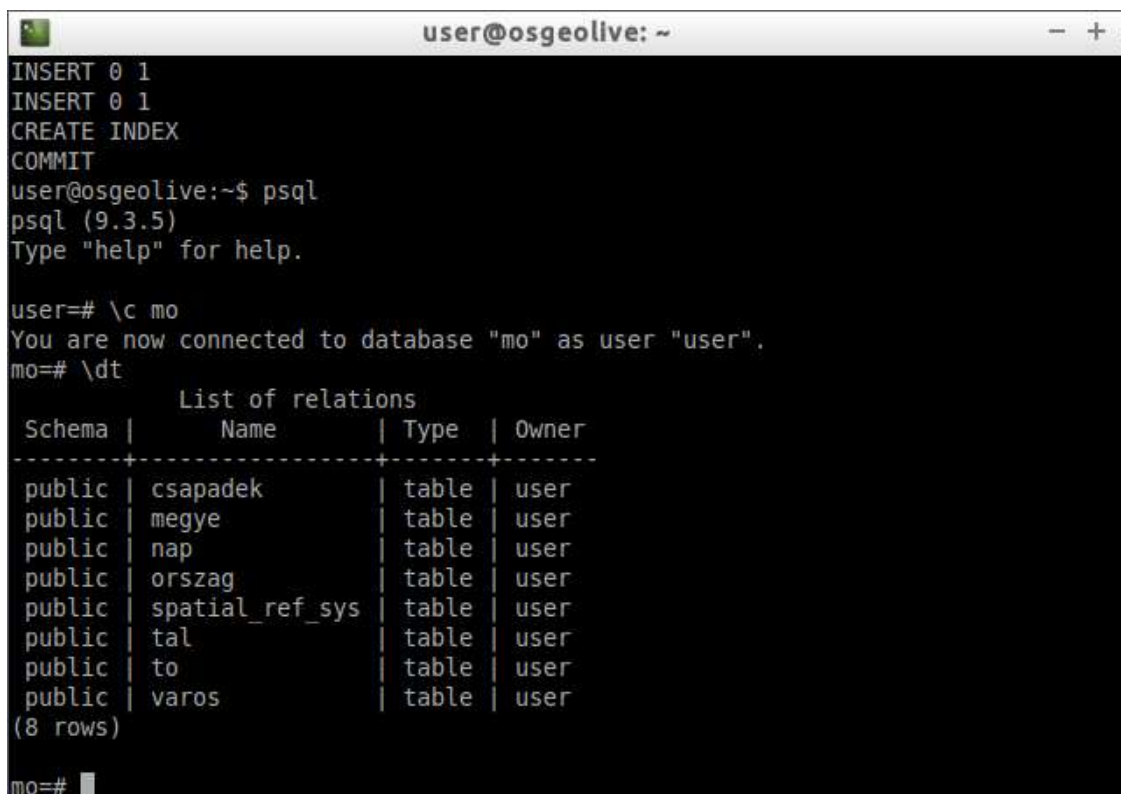 user@osgeolive: ~
INSERT 0 1
INSERT 0 1
CREATE INDEX
COMMIT
user@osgeolive:~$ psql
psql (9.3.5)
Type "help" for help.
user=# \c mo
You are now connected to database "mo" as user "user".
mo=# \dt
List of relations
Schema | Name | Type | Owner
--------+-----------------+-------+-------
public | csapadek | table | user
public | megye | table | user
public | nap | table | user
public | orszag | table | user
public | spatial_ref_sys | table | user
public | tal | table | user
public | to | table | user
public | varos | table | user
(8 rows)
mo=#